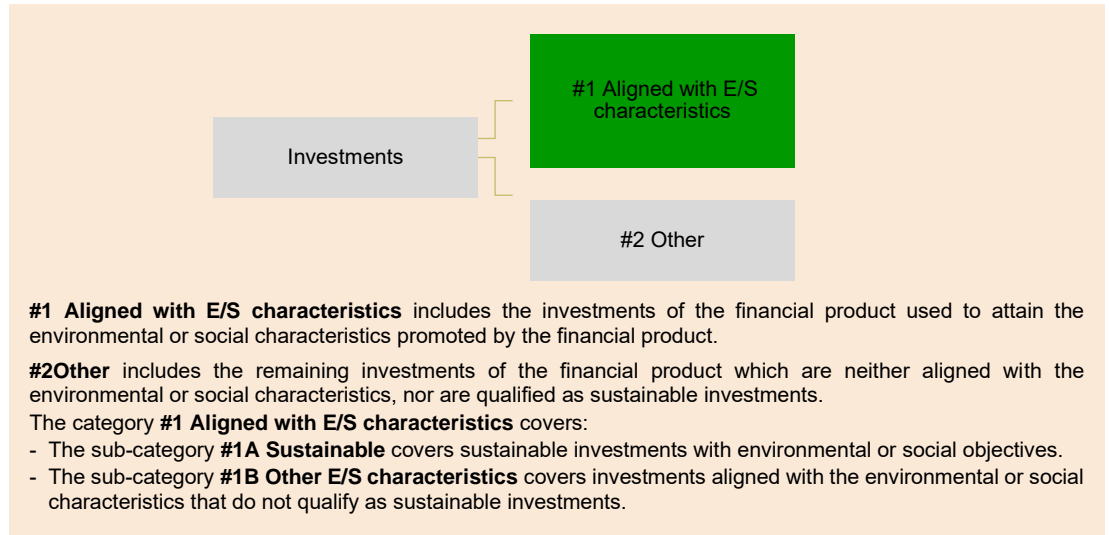 #1 Aligned with E/S
characteristics
Investments
#2 Other
#1 Aligned with E/S characteristics includes the investments of the financial product used to attain the
environmental or social characteristics promoted by the financial product.
#2Other includes the remaining investments of the financial product which are neither aligned with the
environmental or social characteristics, nor are qualified as sustainable investments.
The category #1 Aligned with E/S characteristics covers:
- The sub-category #1A Sustainable covers sustainable investments with environmental or social objectives.
- The sub-category #1B Other E/S characteristics covers investments aligned with the environmental or social
characteristics that do not qualify as sustainable investments.